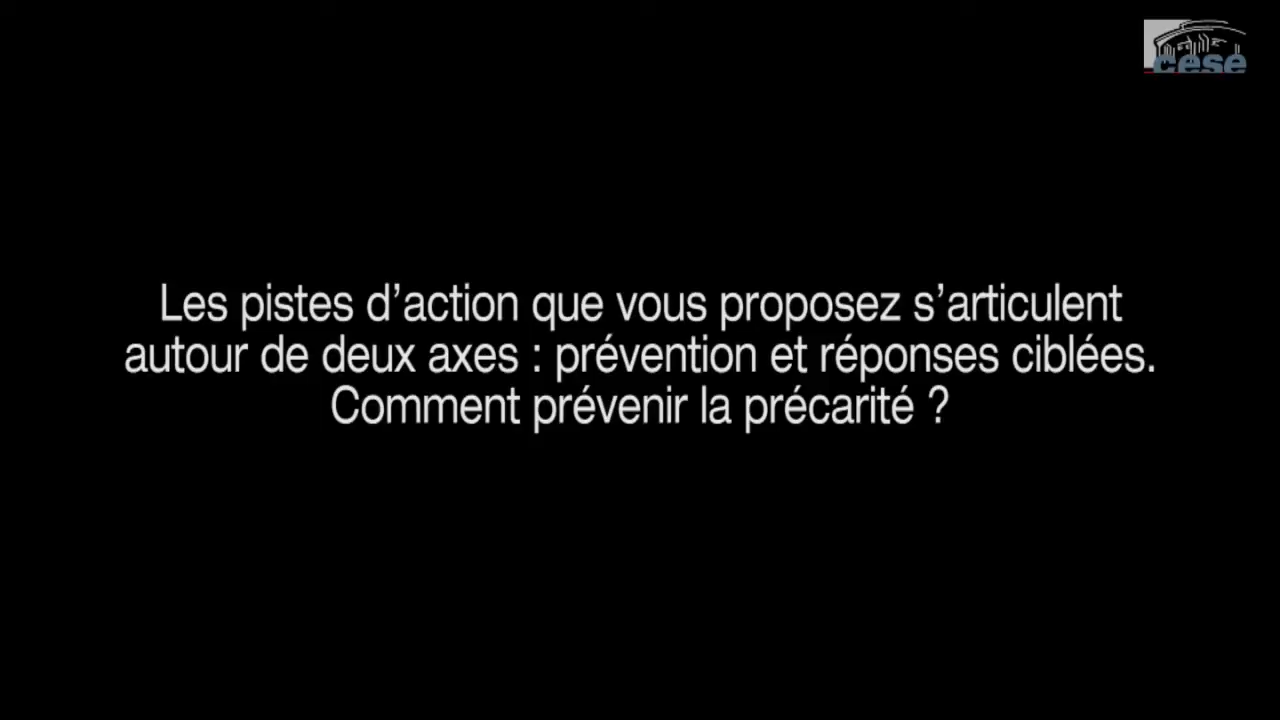 cese
Les pistes d’action que vous proposez s’articulent
autour de deux axes : prévention et réponses ciblées.
Comment prévenir la précarité ?